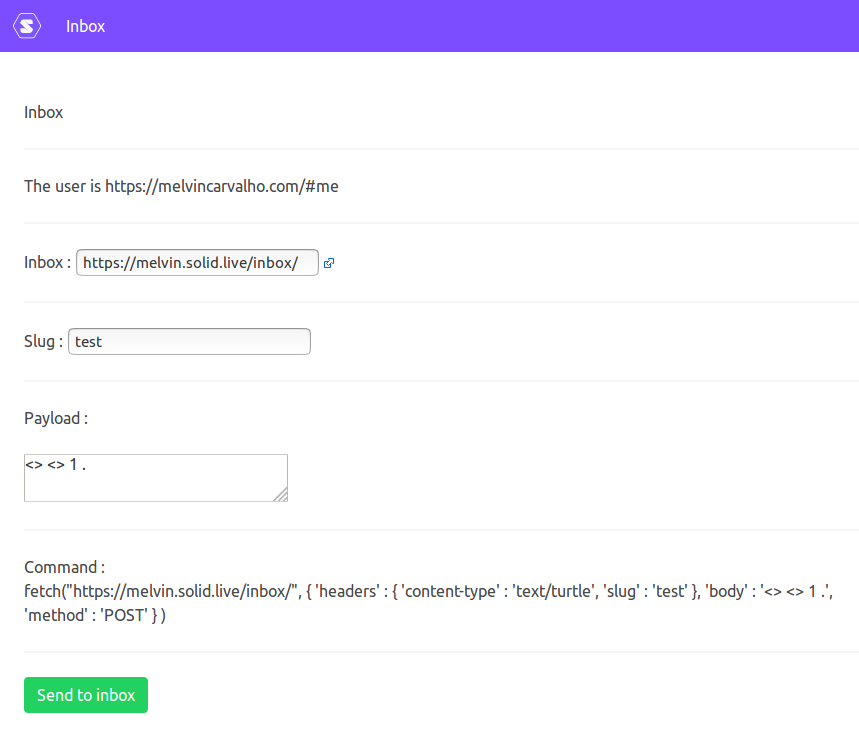 Inbox
Inbox
The user is https://melvincarvalho.com/#me
Inbox : https://melvin.solid.live/inbox/
Slug : test
Payload :
<> <> 1 .
Command :
fetch("https://melvin.solid.live/inbox/", { 'headers' : { 'content-type' : 'text/turtle', 'slug' : 'test' }, 'body' : '<> <> 1 .',
'method' : 'POST' } )
Send to inbox